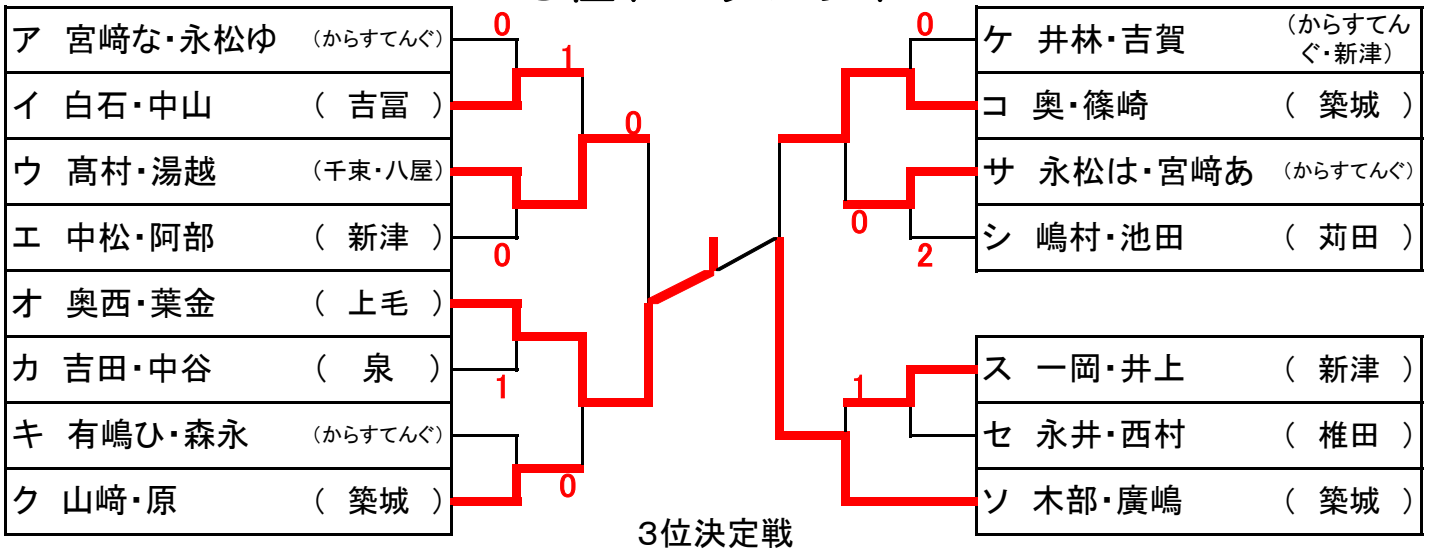 ア 宮﨑な・永松ゆ （からすてんぐ）
イ 白石・中山 （ 吉冨 ）
ウ 髙村・湯越 （千束・八屋）
エ 中松・阿部 （ 新津 ）
オ 奥西・葉金 （ 上毛 ）
カ 吉田・中谷 （ 泉 ）
キ 有嶋ひ・森永 （からすてんぐ）
ク 山﨑・原 （ 築城 ）
0
1
0
0
1
0
3位決定戦
0
0
2
1
ケ 井林・吉賀 （からすてん
ぐ・新津）
コ 奥・篠崎 （ 築城 ）
サ 永松は・宮﨑あ （からすてんぐ）
シ 嶋村・池田 （ 苅田 ）
ス 一岡・井上 （ 新津 ）
セ 永井・西村 （ 椎田 ）
ソ 木部・廣嶋 （ 築城 ）